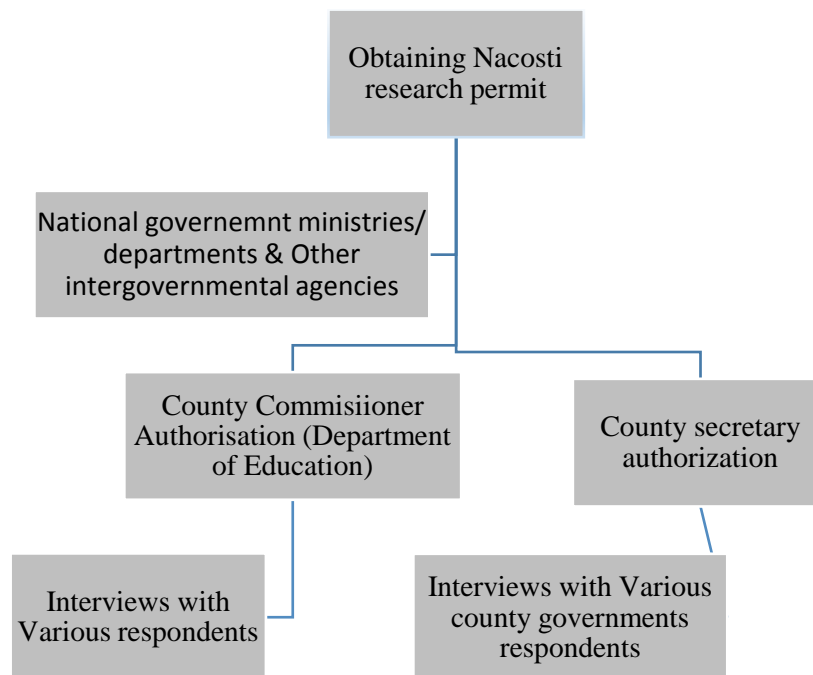 Obtaining Nacosti
research permit
National governemnt ministries/
departments & Other
intergovernmental agencies
County Commisiioner
Authorisation (Department
of Education)
County secretary
authorization
Interviews with
Various respondents
Interviews with Various
county governments
respondents